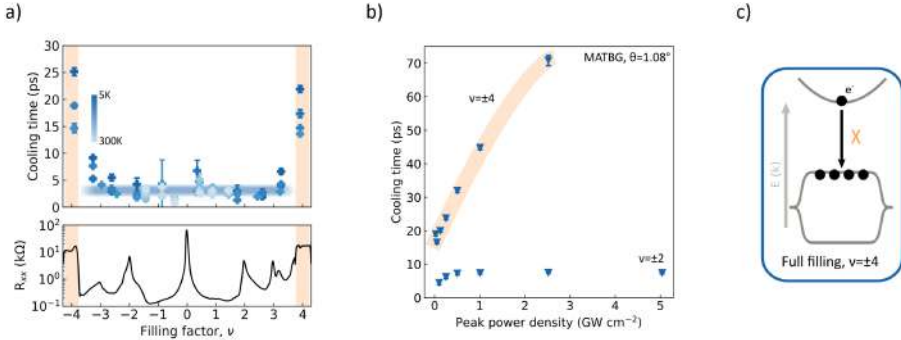 a)
30
25
20
15
10
5
0
Cooling time (ps)
5K
300K
10²
10¹
10⁰
10⁻¹
Rₓₓ (kΩ)
−4 −3 −2 −1 0 1 2 3 4
Filling factor, ν
b)
MATBG, θ=1.08°
70
60
50
40
30
20
10
0
Cooling time (ps)
ν=±4
ν=±2
0 1 2 3 4 5
Peak power density (GW cm⁻²)
c)
e⁻
X
E (k)
Full filling, ν=±4